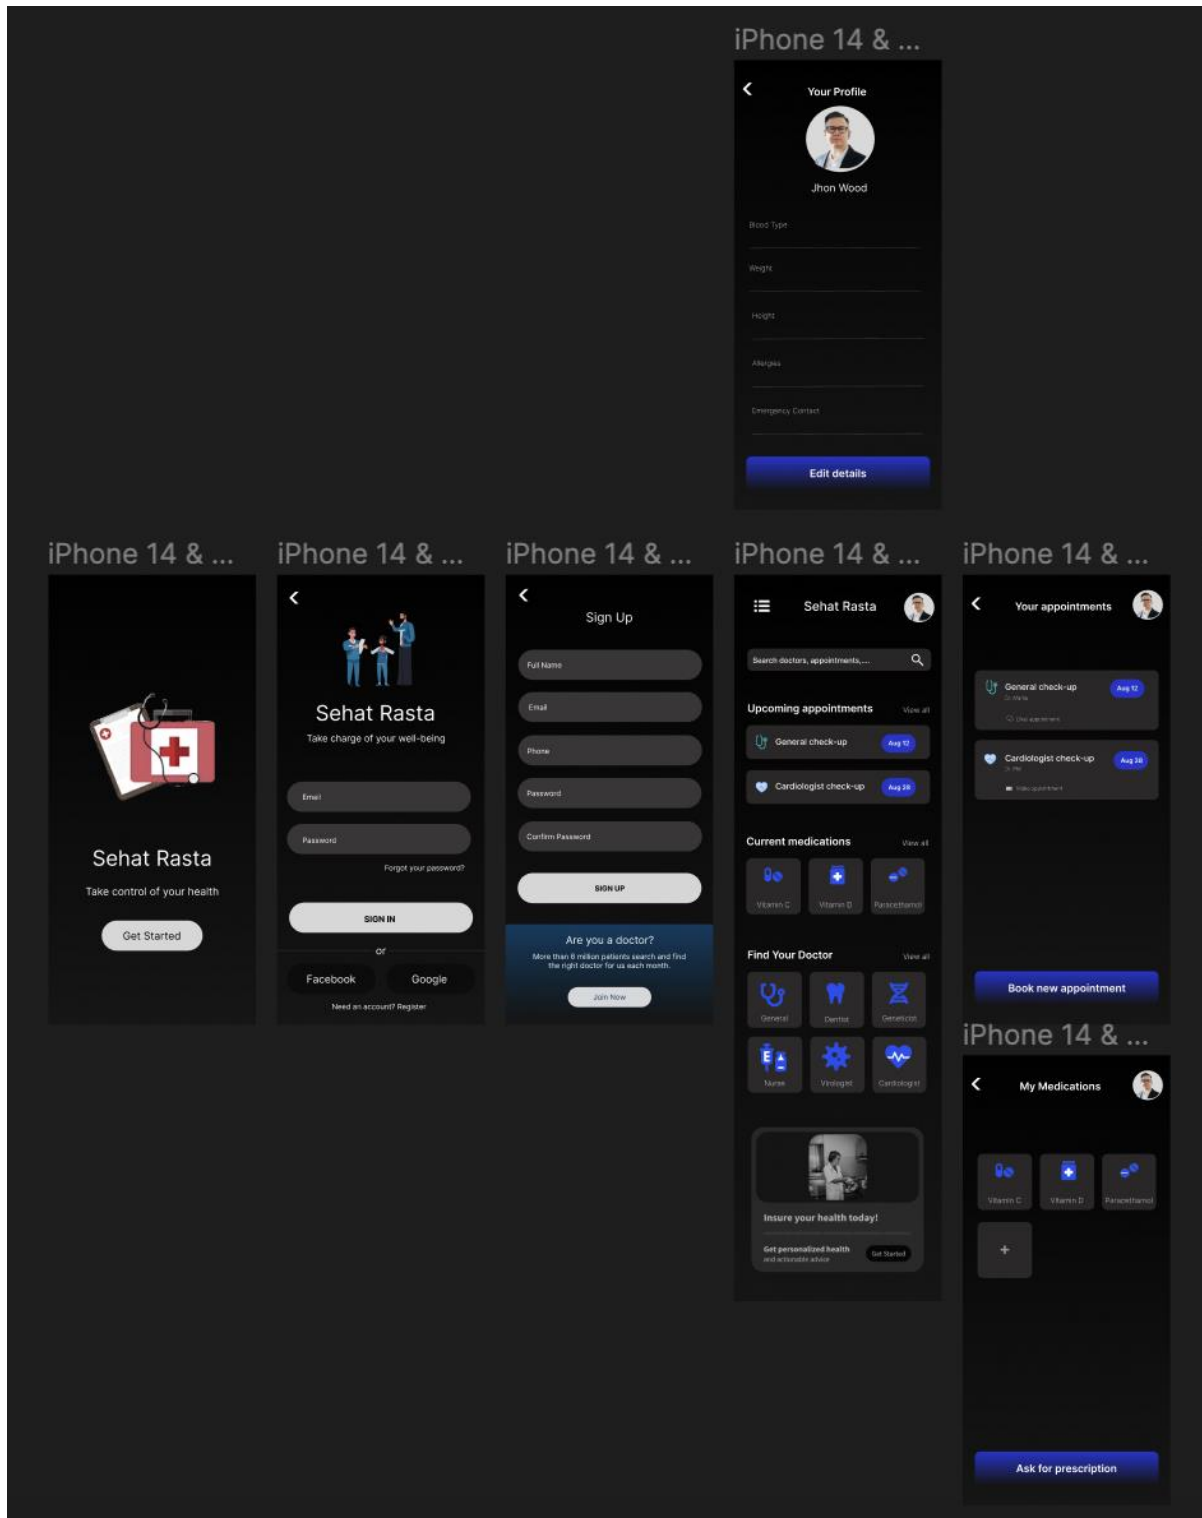 iPhone 14 & ...
Your Profile
Jhon Wood
Blood Type
Weight
Height
Allergies
Emergency Contact
Edit details
iPhone 14 & ...
Sehat Rasta
Take control of your health
Get Started
iPhone 14 & ...
Sehat Rasta
Take charge of your well-being
Email
Password
Forgot your password?
SIGN IN
or
Facebook
Google
Need an account? Register
iPhone 14 & ...
Sign Up
Full Name
Email
Phone
Password
Confirm Password
SIGN UP
Are you a doctor?
More than 6 million patients search and find
the right doctor for us each month.
Join Now
iPhone 14 & ...
Sehat Rasta
Search doctors, appointments,....
Upcoming appointments
View all
General check-up
Aug 12
Cardiologist check-up
Aug 28
Current medications
View all
Vitamin C
Vitamin D
Paracethamol
Find Your Doctor
View all
General
Dentist
Geneticist
E
Nurse
Virologist
Cardiologist
Insure your health today!
Get personalized health
and actionable advice
Get Started
iPhone 14 & ...
Your appointments
General check-up
Aug 12
Chat appointment
Cardiologist check-up
Aug 28
Video appointment
Book new appointment
iPhone 14 & ...
My Medications
Vitamin C
Vitamin D
Paracethamol
+
Ask for prescription